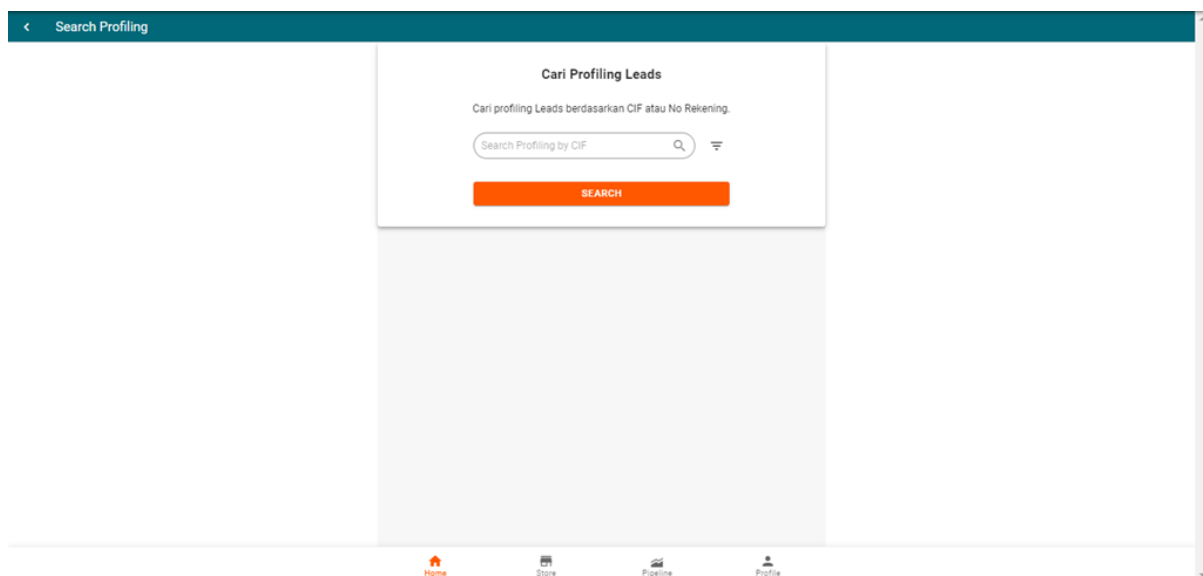 Search Profiling
Cari Profiling Leads
Cari profiling Leads berdasarkan CIF atau No Rekening.
Search Profiling by CIF
SEARCH
Home
Store
Pipeline
Profile